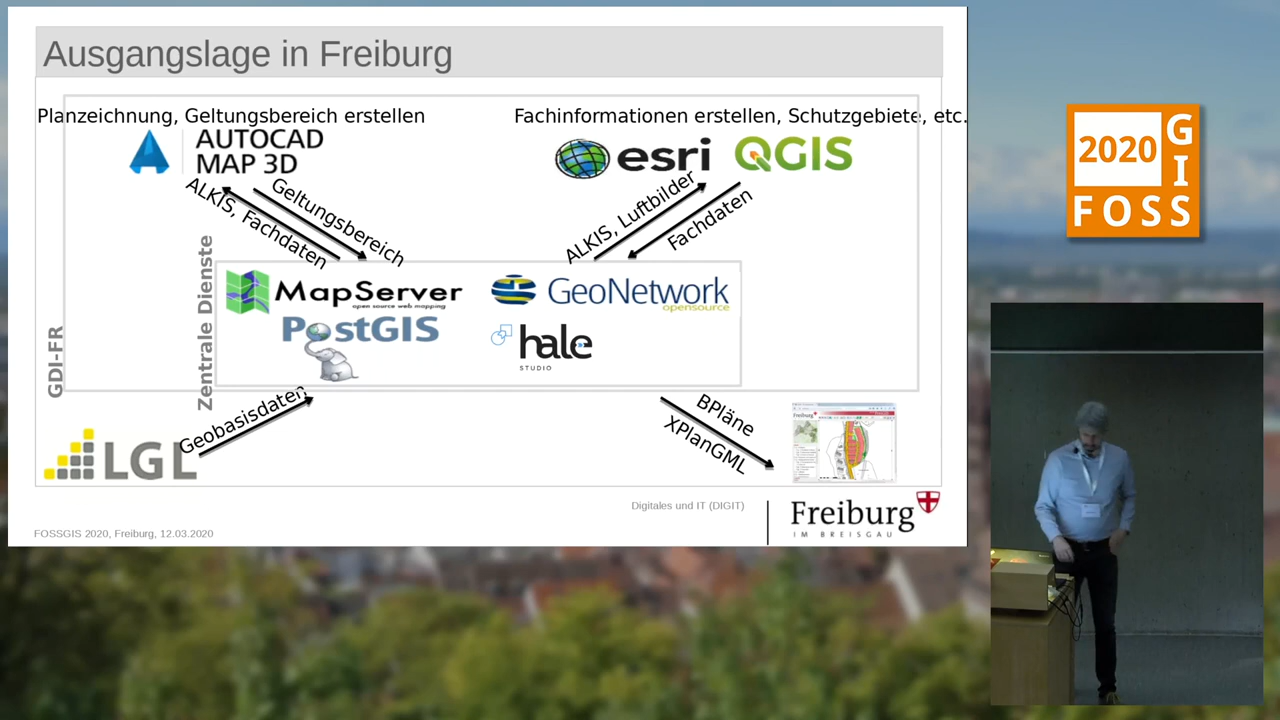 Ausgangslage in Freiburg
Planzeichnung, Geltungsbereich erstellen
Fachinformationen erstellen, Schutzgebiete, etc.
AUTOCAD
MAP 3D
esri
QGIS
ALKIS, Fachdaten
Geltungsbereich
ALKIS, Luftbilder
Fachdaten
GDI-FR
Zentrale Dienste
MapServer
open source web mapping
GeoNetwork
opensource
PostGIS
hale
STUDIO
Geobasisdaten
LGL
BPläne
XPlanGML
Freiburg
Digitales und IT (DIGIT)
FOSSGIS 2020, Freiburg, 12.03.2020
Freiburg
IM BREISGAU
2020
GIS
FOSS